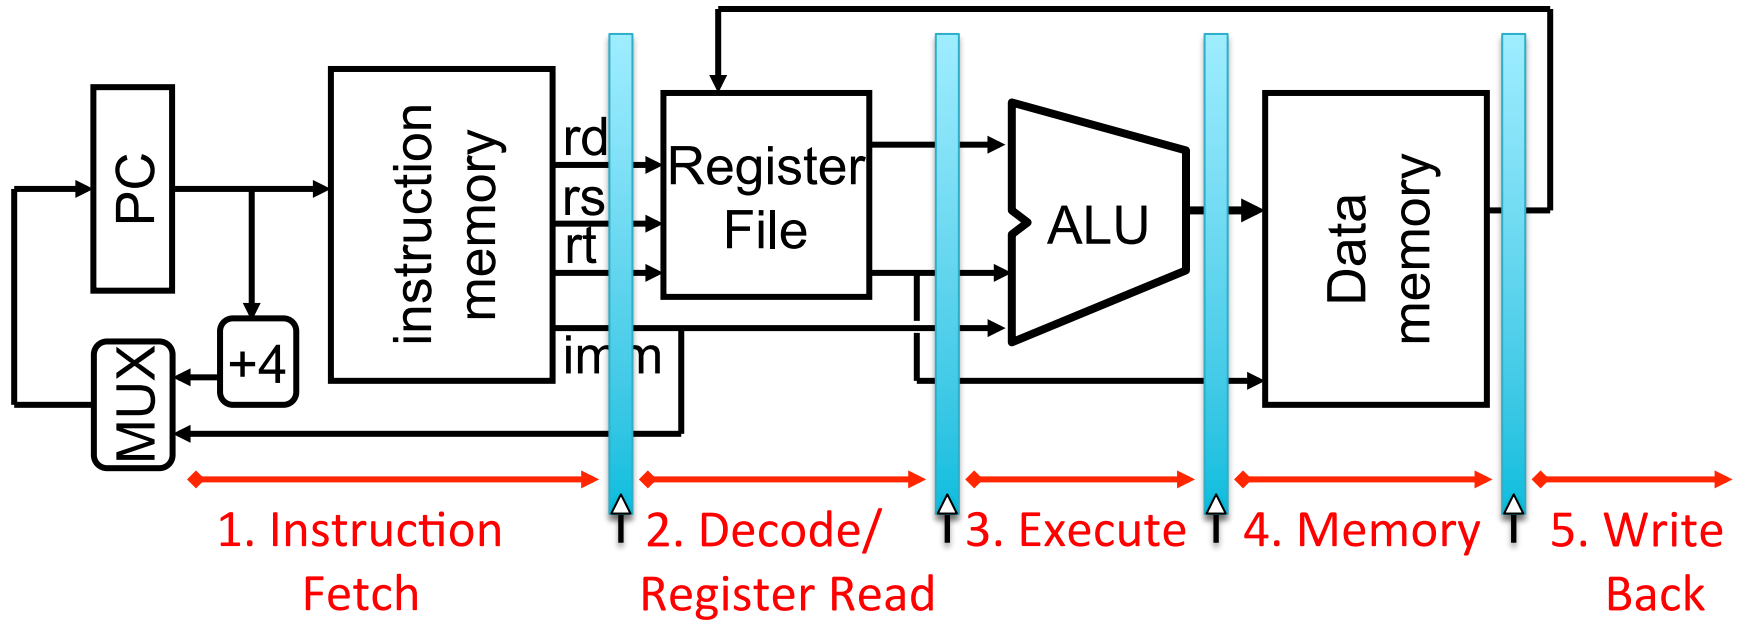 PC
MUX
+4
instruction
memory
rd
rs
rt
imm
Register
File
ALU
Data
memory
1. Instruction
Fetch
2. Decode/
Register Read
3. Execute
4. Memory
5. Write
Back